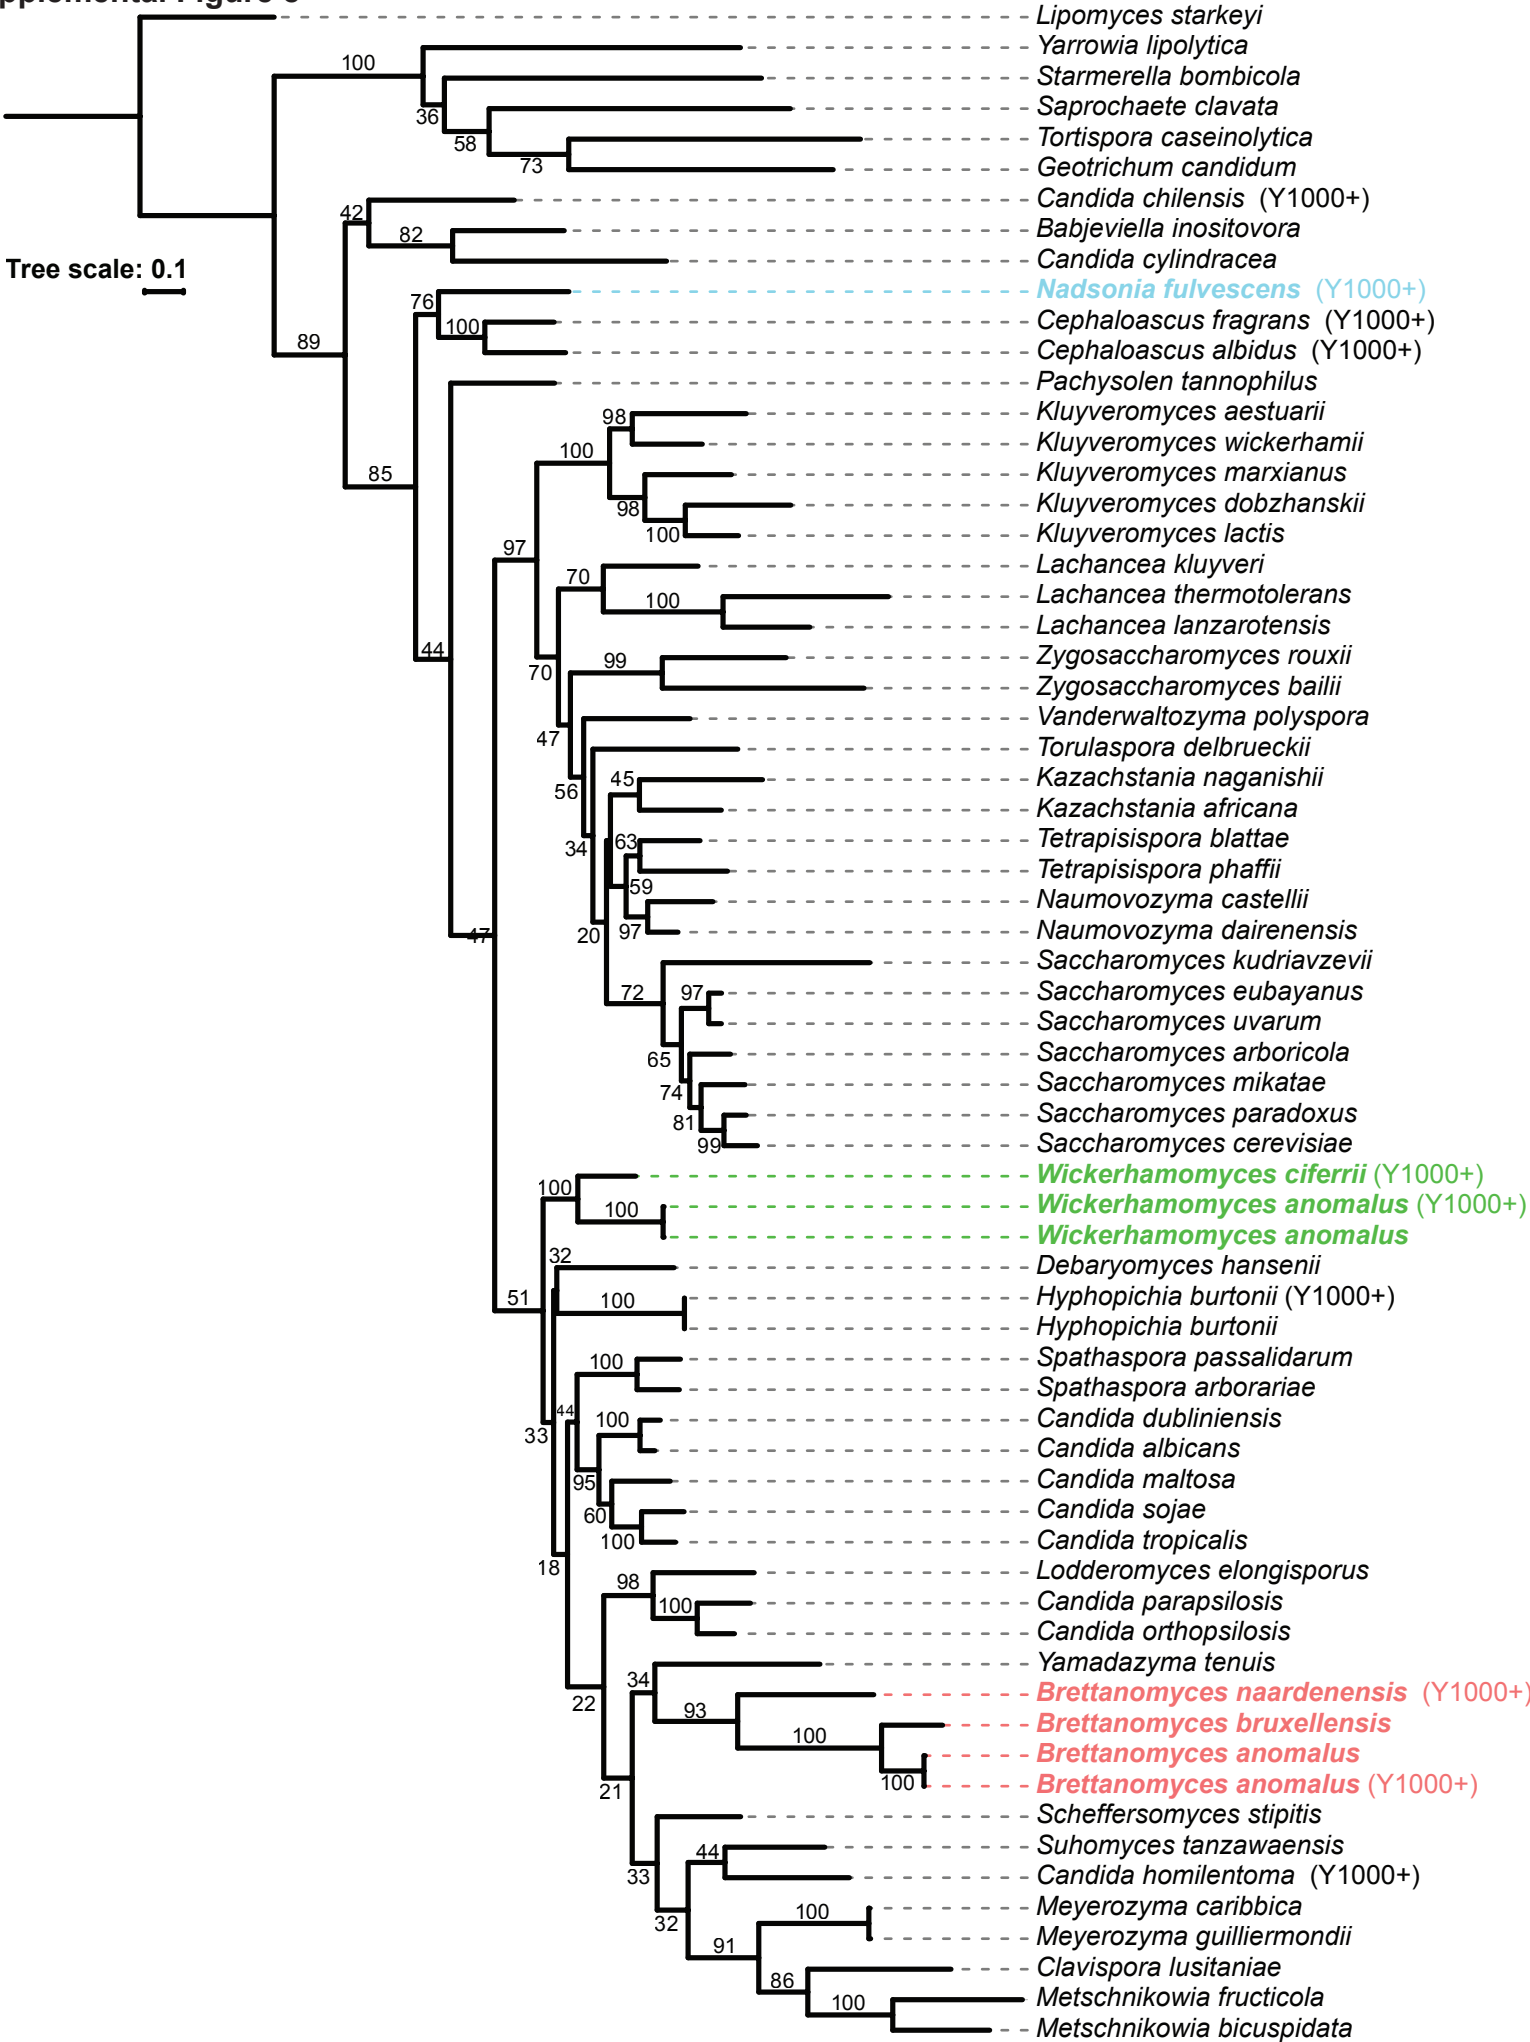 Lipomyces starkeyi
100
Yarrowia lipolytica
Starmerella bombicola
36
Saprochaete clavata
58
Tortispora caseinolytica
73
Geotrichum candidum
Candida chilensis (Y1000+)
42
82
Babjeviella inositovora
Candida cylindracea
Tree scale: 0.1
Nadsonia fulvescens (Y1000+)
76
100
Cephaloascus fragrans (Y1000+)
89
Cephaloascus albidus (Y1000+)
Pachysolen tannophilus
98
Kluyveromyces aestuarii
100
Kluyveromyces wickerhamii
85
Kluyveromyces marxianus
98
Kluyveromyces dobzhanskii
100
Kluyveromyces lactis
97
Lachancea kluyveri
70
100
Lachancea thermotolerans
Lachancea lanzarotensis
44
99
Zygosaccharomyces rouxii
70
Zygosaccharomyces bailii
Vanderwaltozyma polyspora
47
Torulaspora delbrueckii
45
Kazachstania naganishii
56
Kazachstania africana
34
63
Tetrapisispora blattae
Tetrapisispora phaffii
59
Naumovozyma castellii
47
20
97
Naumovozyma dairenensis
Saccharomyces kudriavzevii
72
97
Saccharomyces eubayanus
Saccharomyces uvarum
65
Saccharomyces arboricola
74
Saccharomyces mikatae
81
Saccharomyces paradoxus
99
Saccharomyces cerevisiae
100
Wickerhamomyces ciferrii (Y1000+)
100
Wickerhamomyces anomalus (Y1000+)
Wickerhamomyces anomalus
32
Debaryomyces hansenii
51
100
Hyphopichia burtonii (Y1000+)
Hyphopichia burtonii
100
Spathaspora passalidarum
Spathaspora arborariae
44
33
100
Candida dubliniensis
Candida albicans
95
Candida maltosa
60
Candida sojae
100
Candida tropicalis
18
98
Lodderomyces elongisporus
100
Candida parapsilosis
Candida orthopsilosis
34
Yamadazyma tenuis
22
93
Brettanomyces naardenensis (Y1000+)
Brettanomyces bruxellensis
100
Brettanomyces anomalus
100
Brettanomyces anomalus (Y1000+)
21
Scheffersomyces stipitis
44
Suhomyces tanzawaensis
33
Candida homilentoma (Y1000+)
32
100
Meyerozyma caribbica
Meyerozyma guilliermondii
91
86
Clavispora lusitaniae
100
Metschnikowia fructicola
Metschnikowia bicuspidata